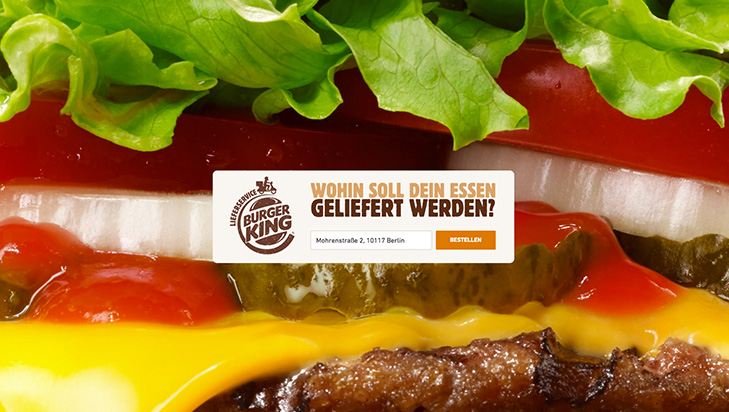 LIEFERSERVICE
BURGER
KING
WOHIN SOLL DEIN ESSEN
GELIEFERT WERDEN?
Mohrenstraße 2, 10117 Berlin
BESTELLEN